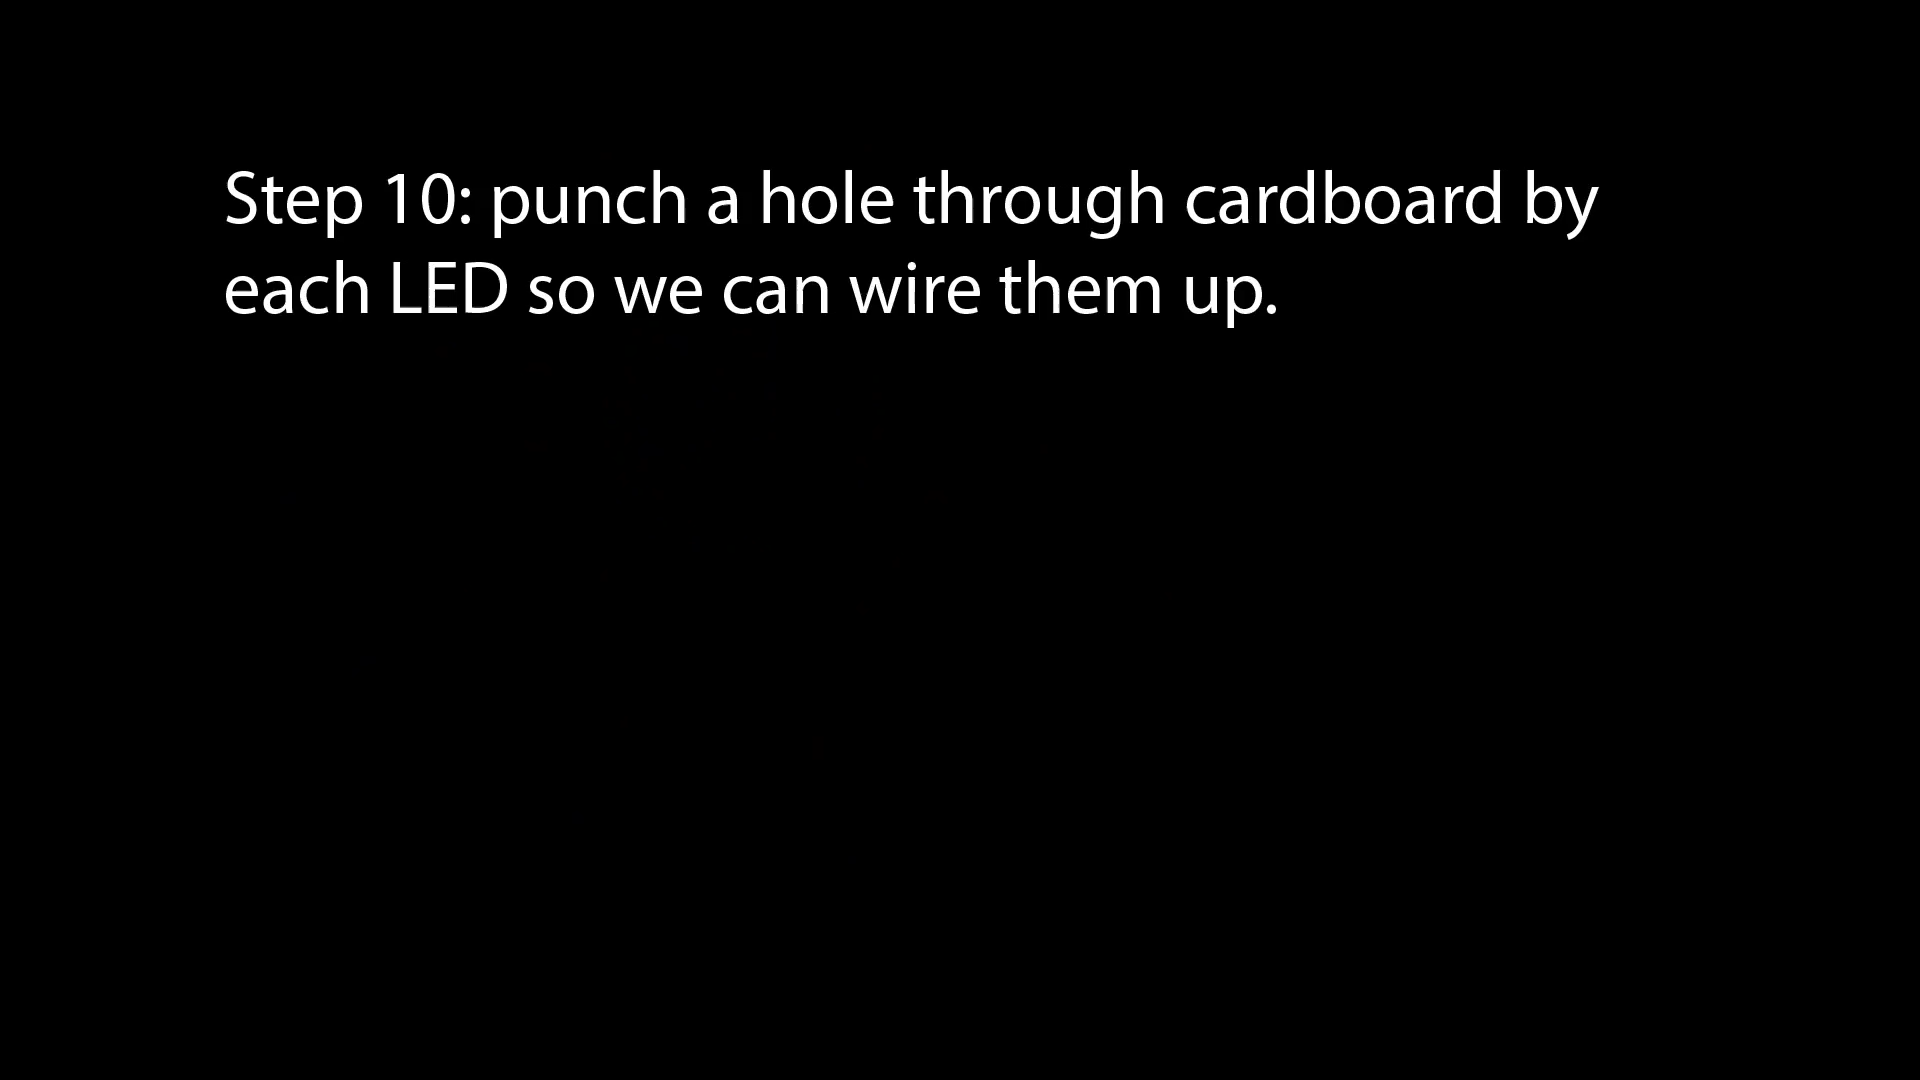 Step 10: punch a hole through cardboard by
each LED so we can wire them up.